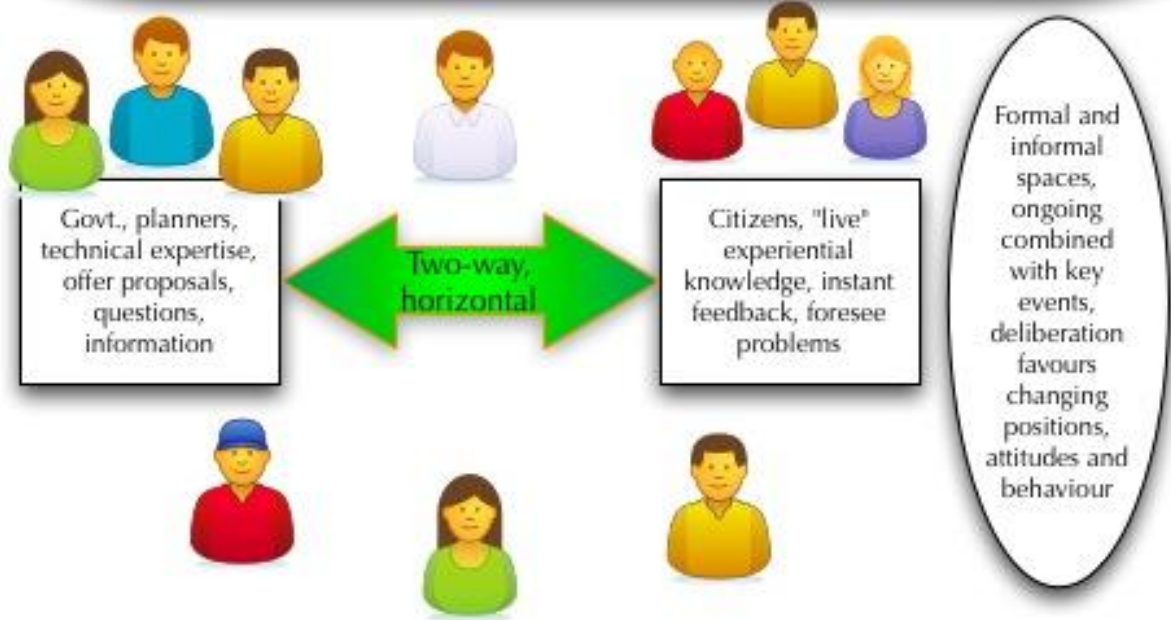 Govt., planners,
technical expertise,
offer proposals,
questions,
information
Two-way,
horizontal
Citizens, "live"
experiential
knowledge, instant
feedback, foresee
problems
Formal and
informal
spaces,
ongoing
combined
with key
events,
deliberation
favours
changing
positions,
attitudes and
behaviour